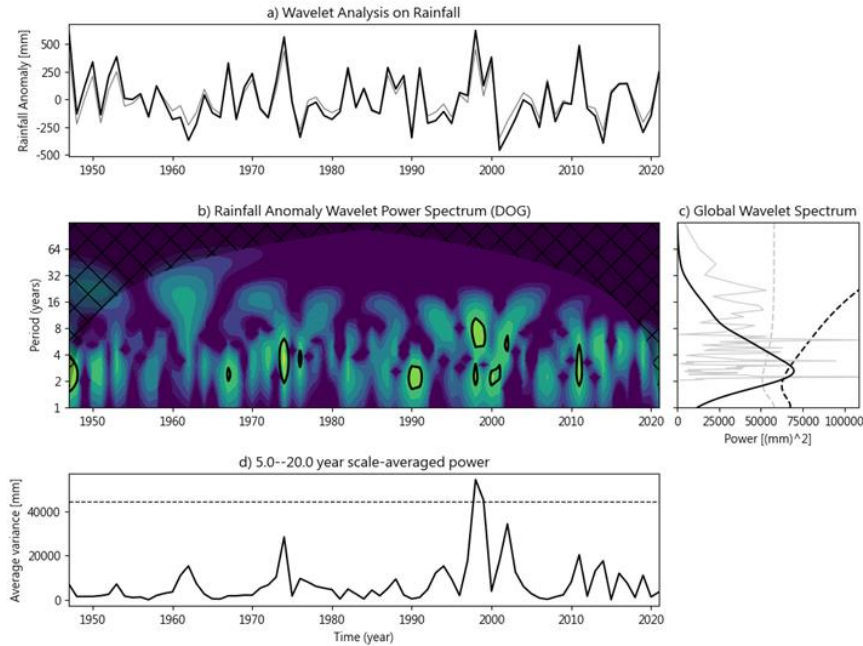 a) Wavelet Analysis on Rainfall
Rainfall Anomaly [mm]
500
250
0
-250
-500
1950 1960 1970 1980 1990 2000 2010 2020
b) Rainfall Anomaly Wavelet Power Spectrum (DOG)
Period (years)
64
32
16
8
4
2
1
1950 1960 1970 1980 1990 2000 2010 2020
c) Global Wavelet Spectrum
0 25000 50000 75000 100000
Power [(mm)^2]
d) 5.0--20.0 year scale-averaged power
Average variance [mm]
40000
20000
0
1950 1960 1970 1980 1990 2000 2010 2020
Time (year)